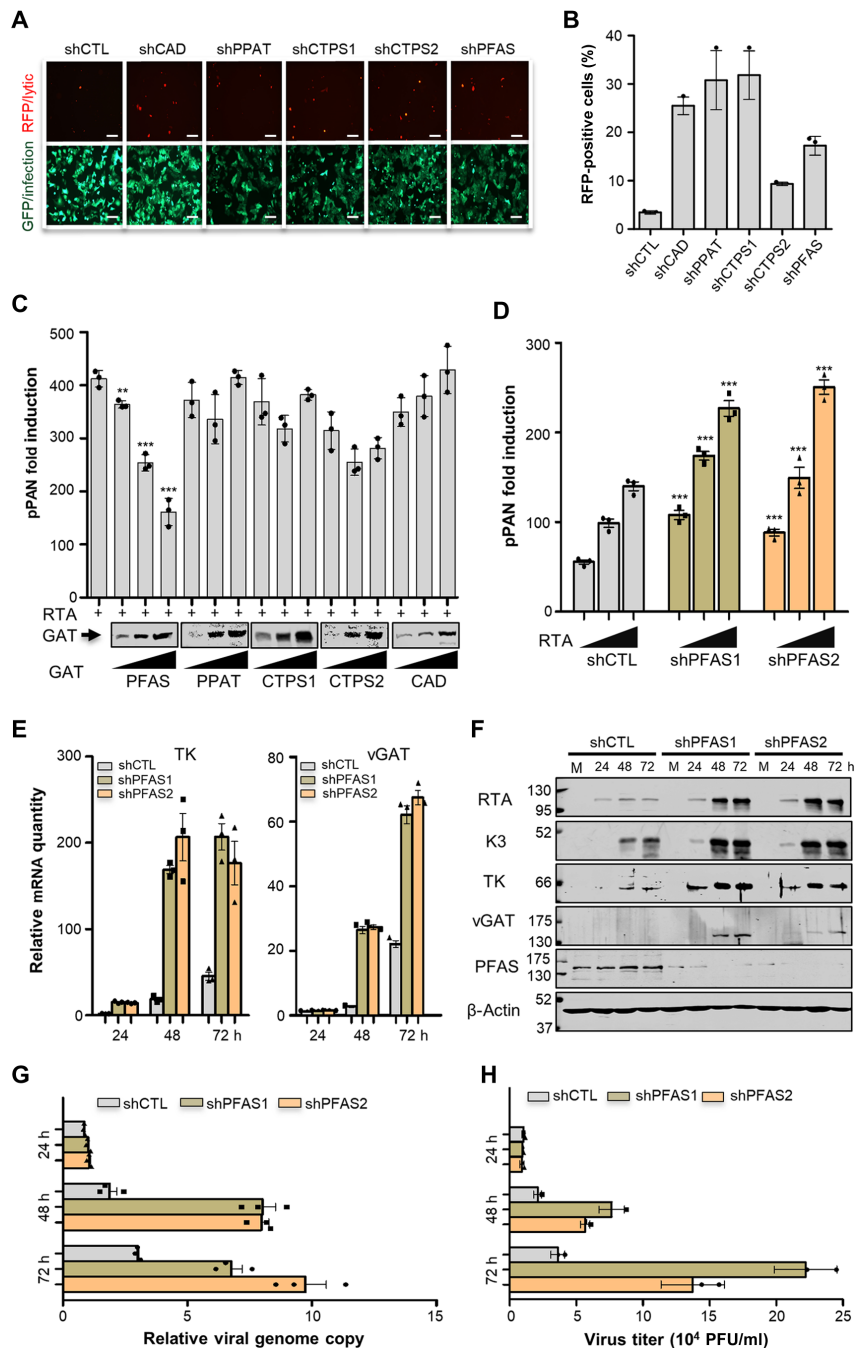 A
shCTL shCAD shPPAT shCTPS1 shCTPS2 shPFAS
RFP/lytic
GFP/infection
B
RFP-positive cells (%)
40
30
20
10
0
shCTL shCAD shPPAT shCTPS1 shCTPS2 shPFAS
C
pPAN fold induction
500
400
300
200
100
0
** *** ***
RTA + + + + + + + + + + + + + + + +
GAT
GAT
PFAS PPAT CTPS1 CTPS2 CAD
D
pPAN fold induction
300
200
100
0
*** *** *** *** *** ***
RTA
shCTL shPFAS1 shPFAS2
E
Relative mRNA quantity
TK
shCTL
shPFAS1
shPFAS2
300
200
100
0
24 48 72 h
vGAT
shCTL
shPFAS1
shPFAS2
80
60
40
20
0
24 48 72 h
F
shCTL shPFAS1 shPFAS2
M 24 48 72 M 24 48 72 M 24 48 72 h
RTA 130 95
K3 52
TK 66
vGAT 175 130
PFAS 175 130
β-Actin 52 37
G
shCTL shPFAS1 shPFAS2
24 h
48 h
72 h
0 5 10 15
Relative viral genome copy
H
shCTL shPFAS1 shPFAS2
24 h
48 h
72 h
0 5 10 15 20 25
Virus titer (10⁴ PFU/ml)